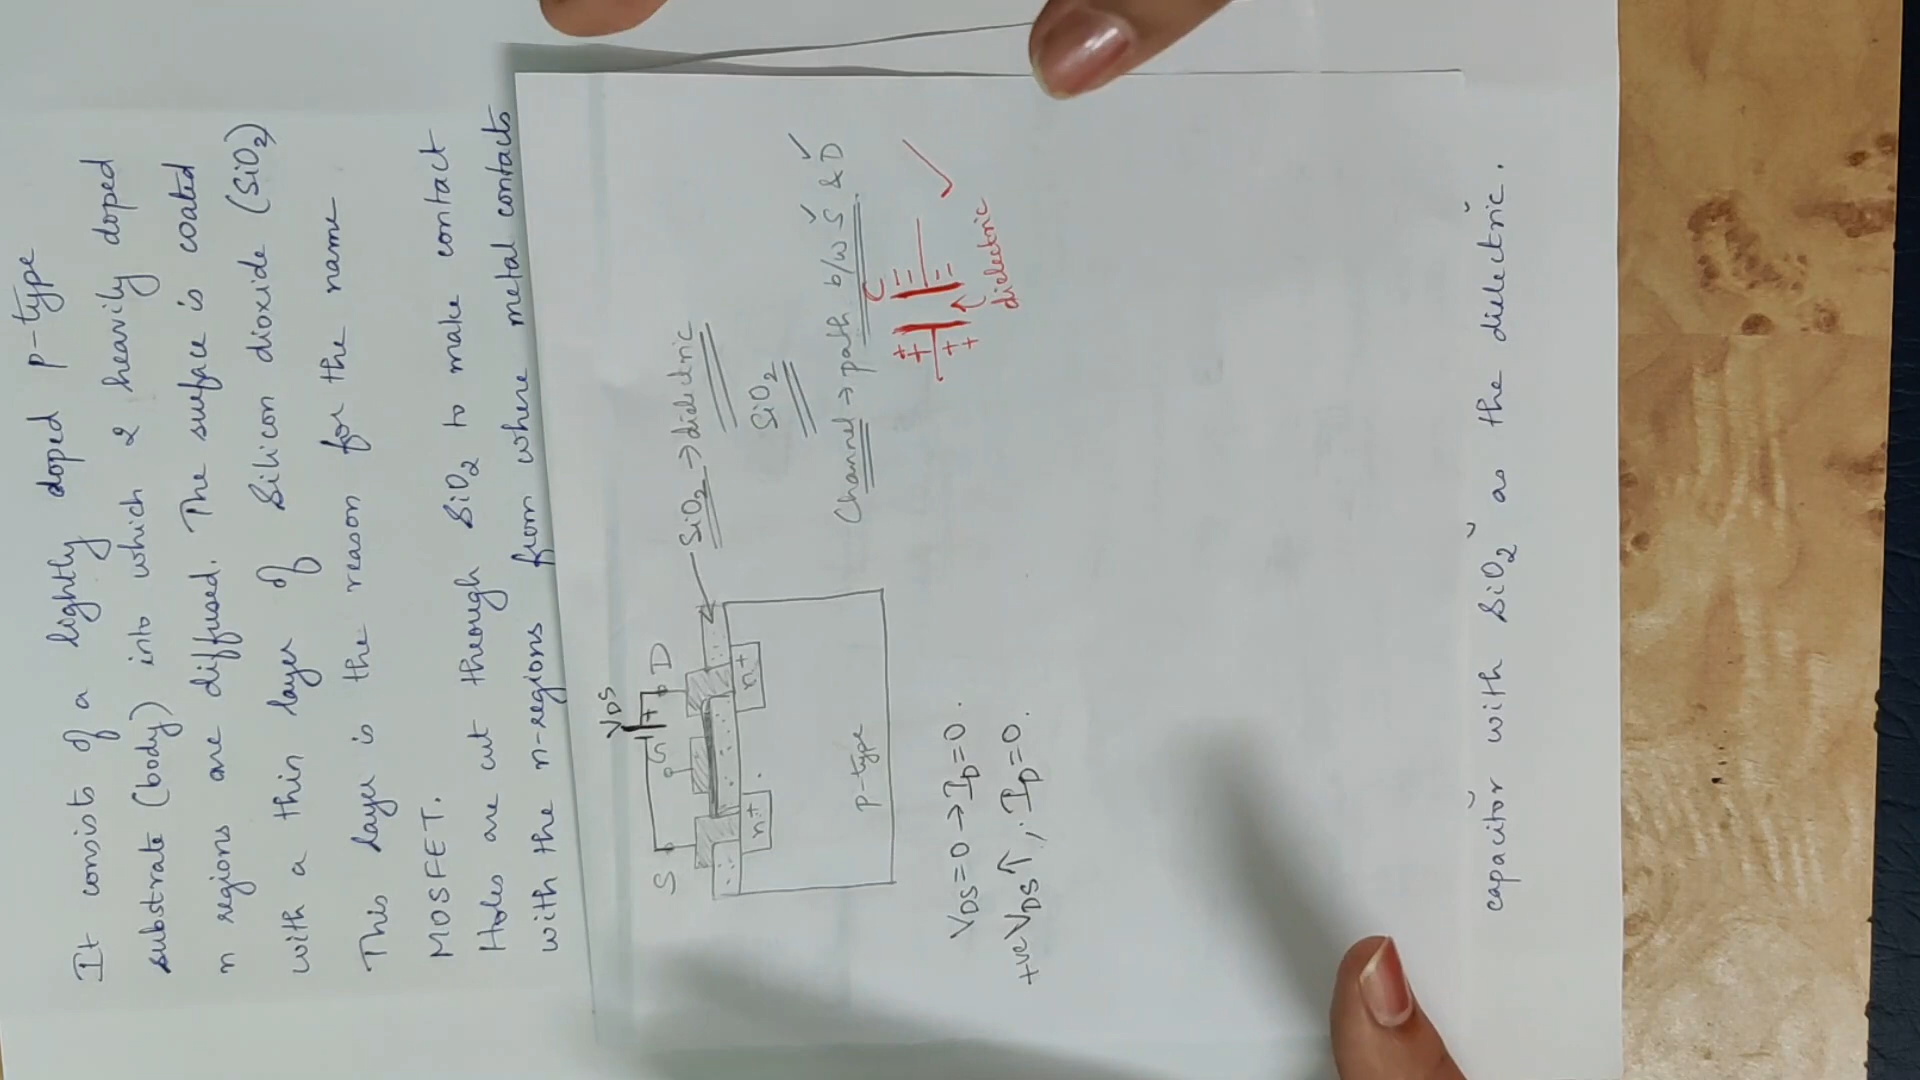 It consists of a lightly doped p-type
substrate (body) into which 2 heavily doped
n regions are diffused. The surface is coated
with a thin layer of Silicon dioxide (SiO2)
This layer is the reason for the name
MOSFET.
Holes are cut through SiO2 to make contact
with the n-regions from where metal contacts
VDS
S
G
+
D
SiO2 → dielectric
SiO2
n+
n+
p-type
Channel → path b/w S & D
C
++
++
==
==
dielectric
VDS = 0 → ID = 0.
+ve VDS ↑, ID = 0.
capacitor with SiO2 as the dielectric.